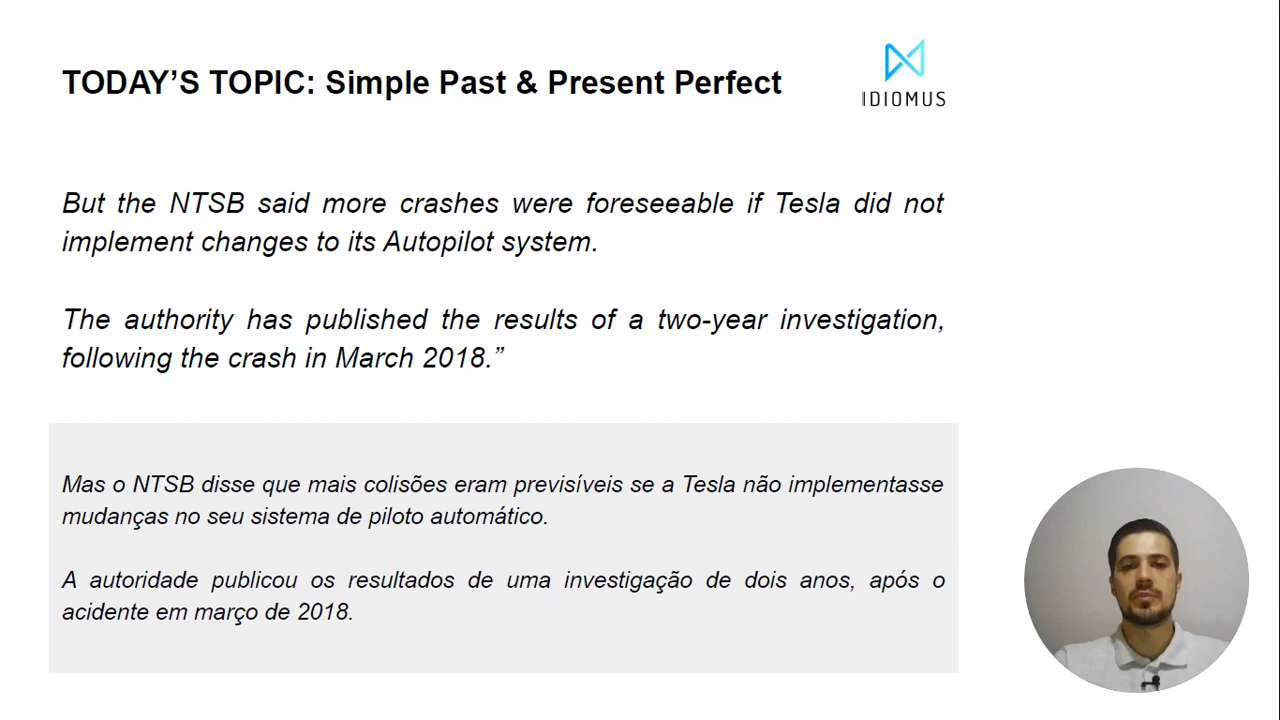 TODAY’S TOPIC: Simple Past & Present Perfect
IDIOMUS
But the NTSB said more crashes were foreseeable if Tesla did not
implement changes to its Autopilot system.
The authority has published the results of a two-year investigation,
following the crash in March 2018.”
Mas o NTSB disse que mais colisões eram previsíveis se a Tesla não implementasse
mudanças no seu sistema de piloto automático.
A autoridade publicou os resultados de uma investigação de dois anos, após o
acidente em março de 2018.